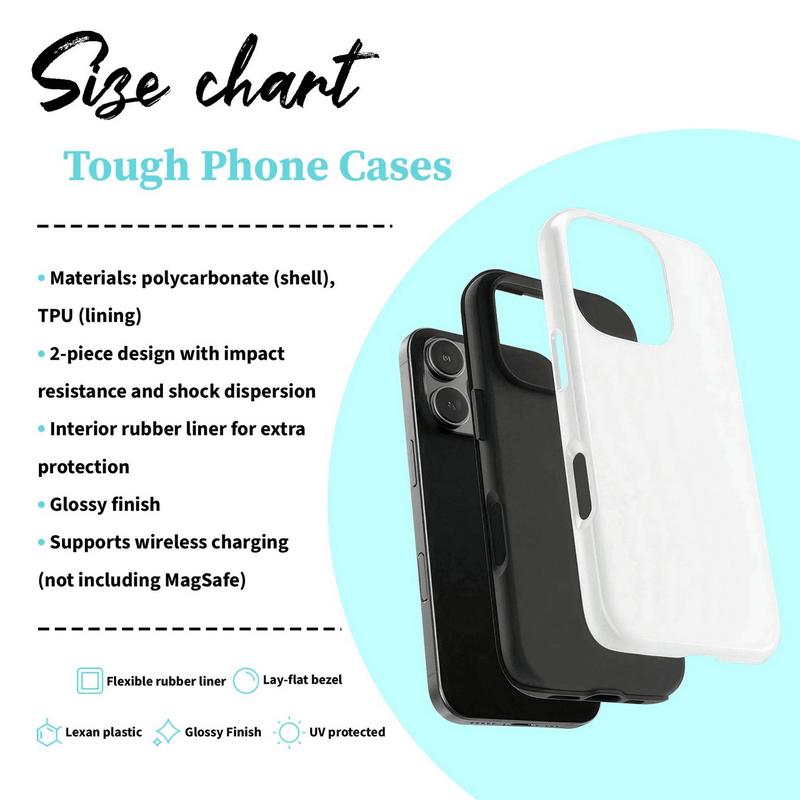 Size chart
Tough Phone Cases
• Materials: polycarbonate (shell),
TPU (lining)
• 2-piece design with impact
resistance and shock dispersion
• Interior rubber liner for extra
protection
• Glossy finish
• Supports wireless charging
(not including MagSafe)
Flexible rubber liner Lay-flat bezel
Lexan plastic Glossy Finish UV protected